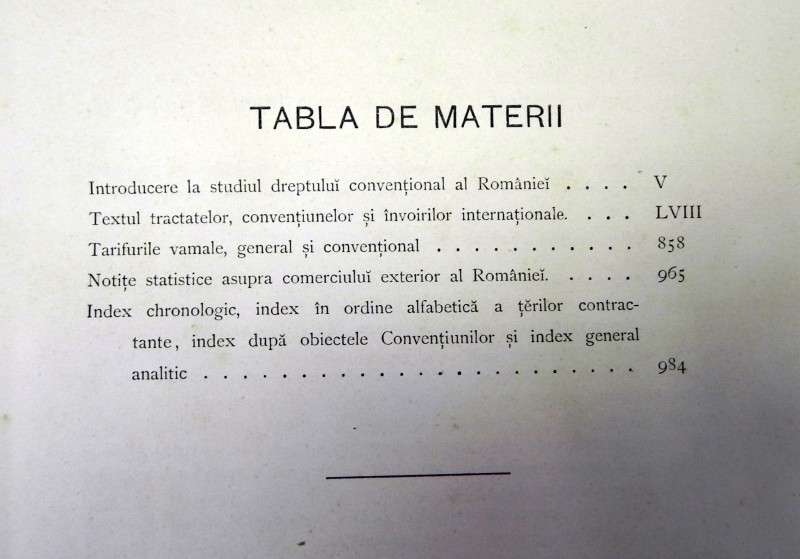 TABLA DE MATERII
Introducere la studiul dreptuluĭ convențional al Românieĭ . . . . V
Textul tractatelor, convențiunelor și învoirilor internaționale. . . . LVIII
Tarifurile vamale, general și convențional . . . . . . . . . . . 858
Notițe statistice asupra comerciuluĭ exterior al Românieĭ. . . . . 965
Index chronologic, index în ordine alfabetică a țĕrilor contrac-
tante, index după obiectele Convențiunilor și index general
analitic . . . . . . . . . . . . . . . . . . . . . . . 984